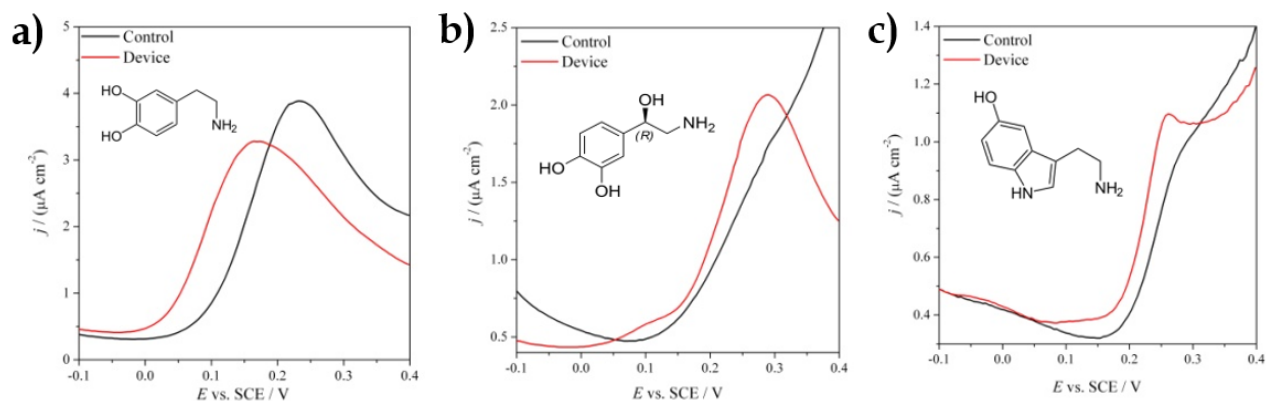 a)
5
4
3
2
1
0
j / (μA cm⁻²)
Control
Device
HO
HO
NH₂
-0.1
0.0
0.1
0.2
0.3
0.4
E vs. SCE / V
b)
2.5
2.0
1.5
1.0
0.5
j / (μA cm⁻²)
Control
Device
OH
NH₂
(R)
HO
OH
-0.1
0.0
0.1
0.2
0.3
0.4
E vs. SCE / V
c)
1.4
1.2
1.0
0.8
0.6
0.4
j / (μA cm⁻²)
Control
Device
HO
HN
NH₂
-0.1
0.0
0.1
0.2
0.3
0.4
E vs. SCE / V